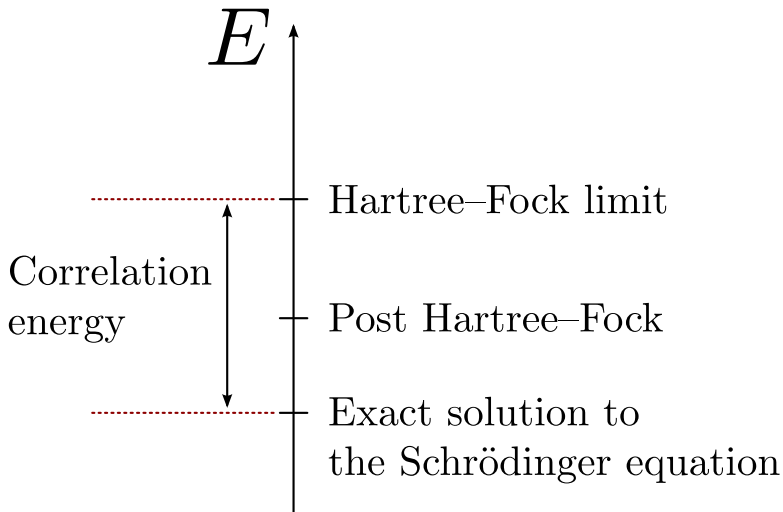 E
Hartree–Fock limit
Correlation
energy
Post Hartree–Fock
Exact solution to
the Schrödinger equation